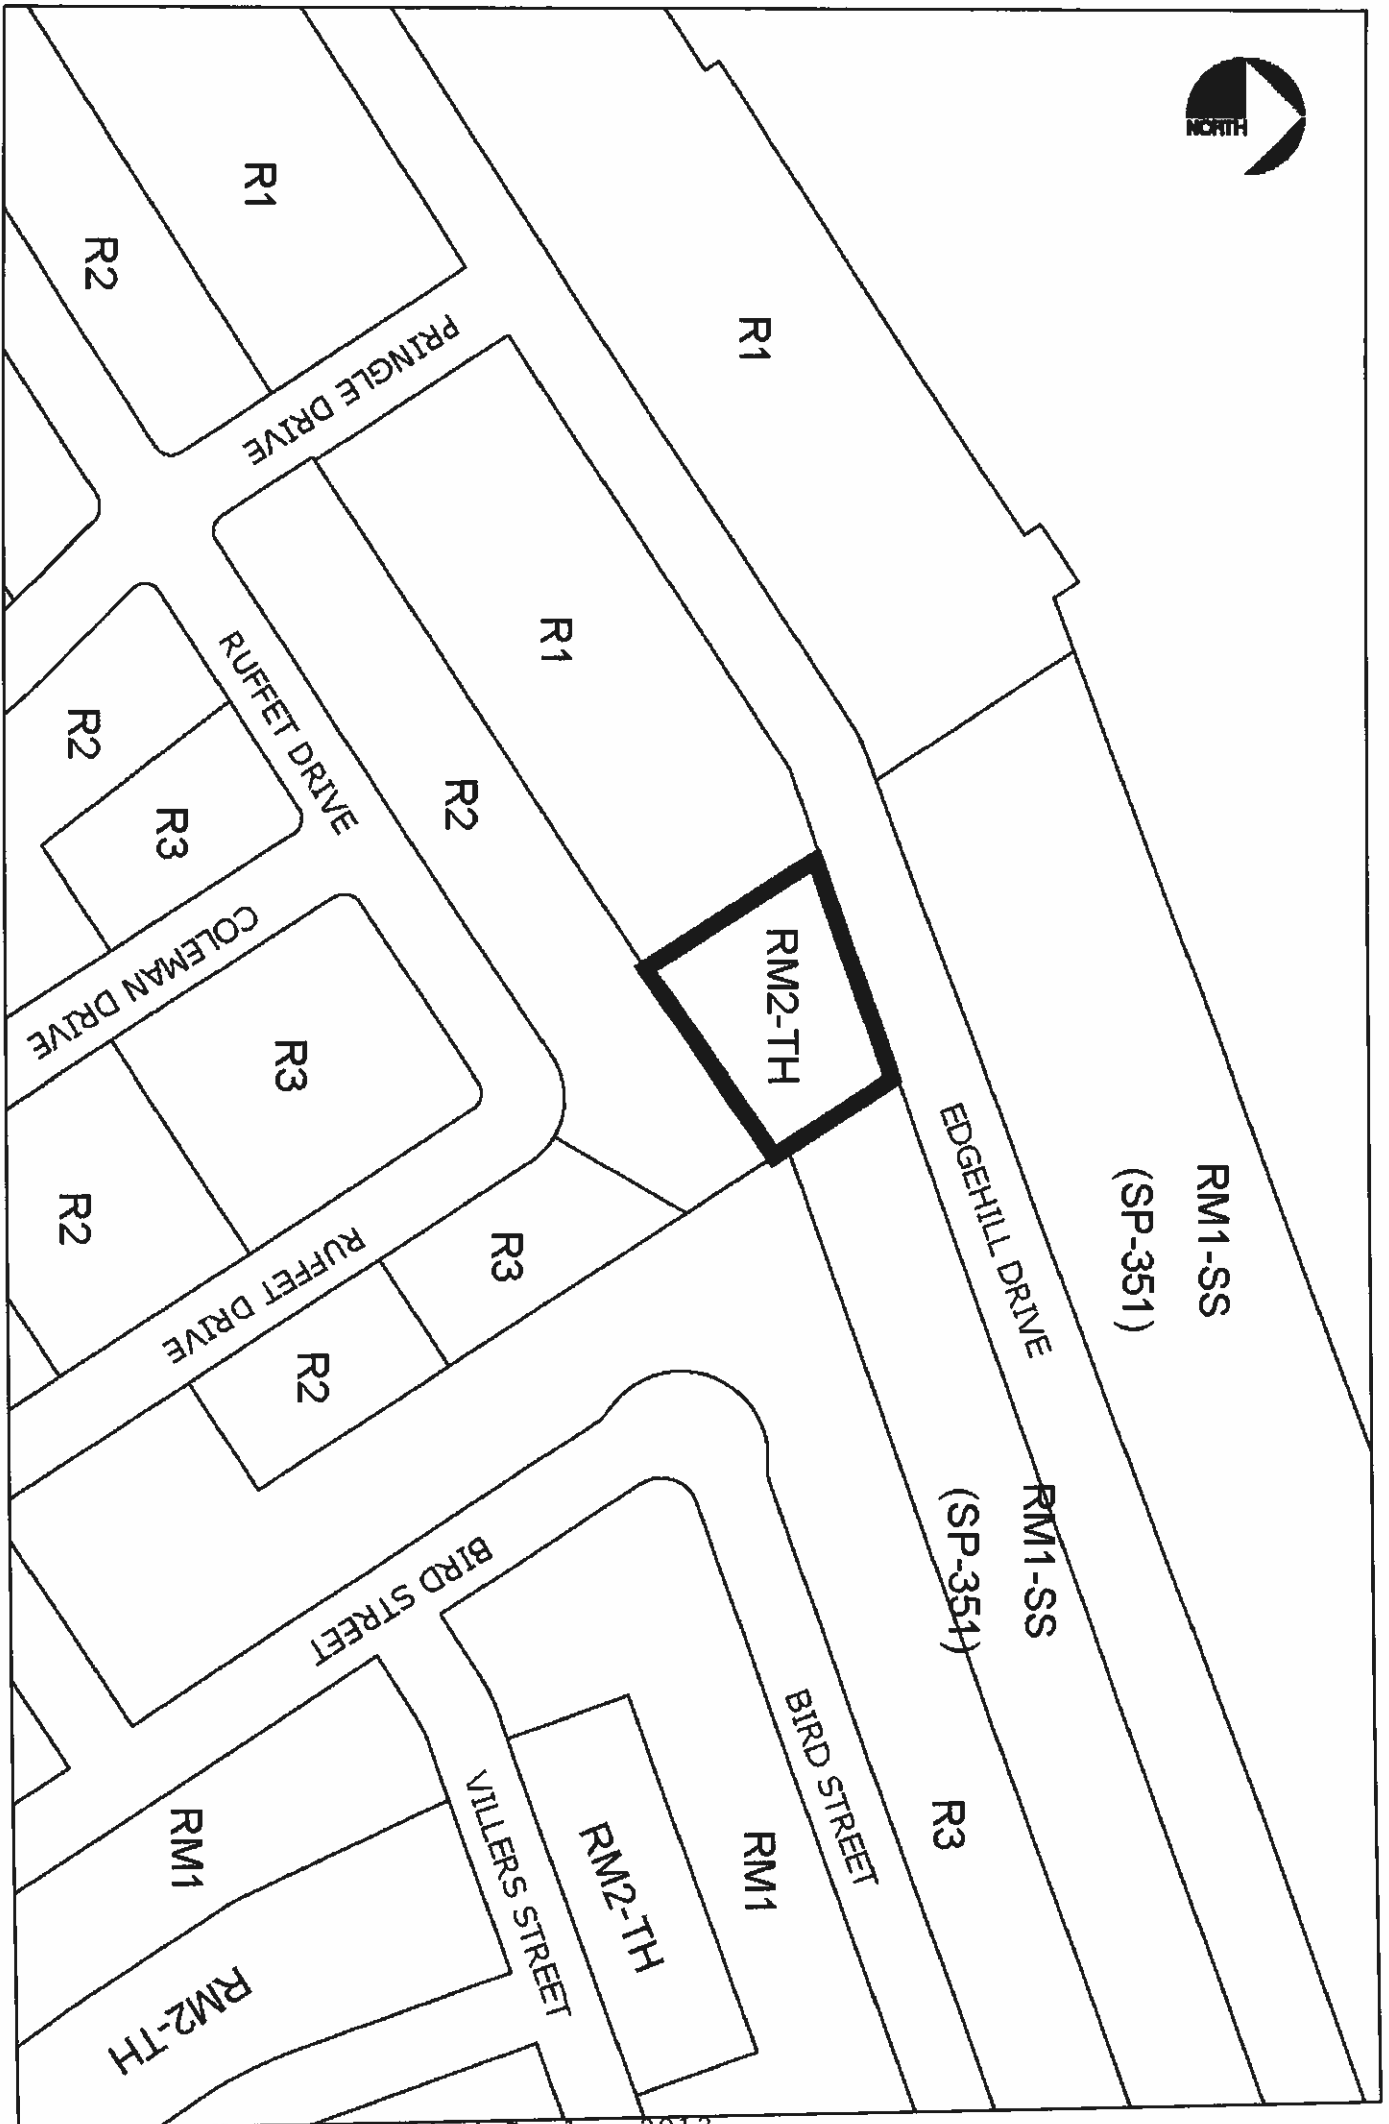 NORTH
R1
R1
R2
PRINGLE DRIVE
R1
RUFFET DRIVE
R2
R2
R3
COLEMAN DRIVE
RM2-TH
R3
R2
EDGEHILL DRIVE
RM1-SS
(SP-351)
R3
RUFFET DRIVE
R2
RM1-SS
(SP-351)
BIRD STREET
BIRD STREET
R3
RM1
RM2-TH
VILLERS STREET
RM1
RM2-TH